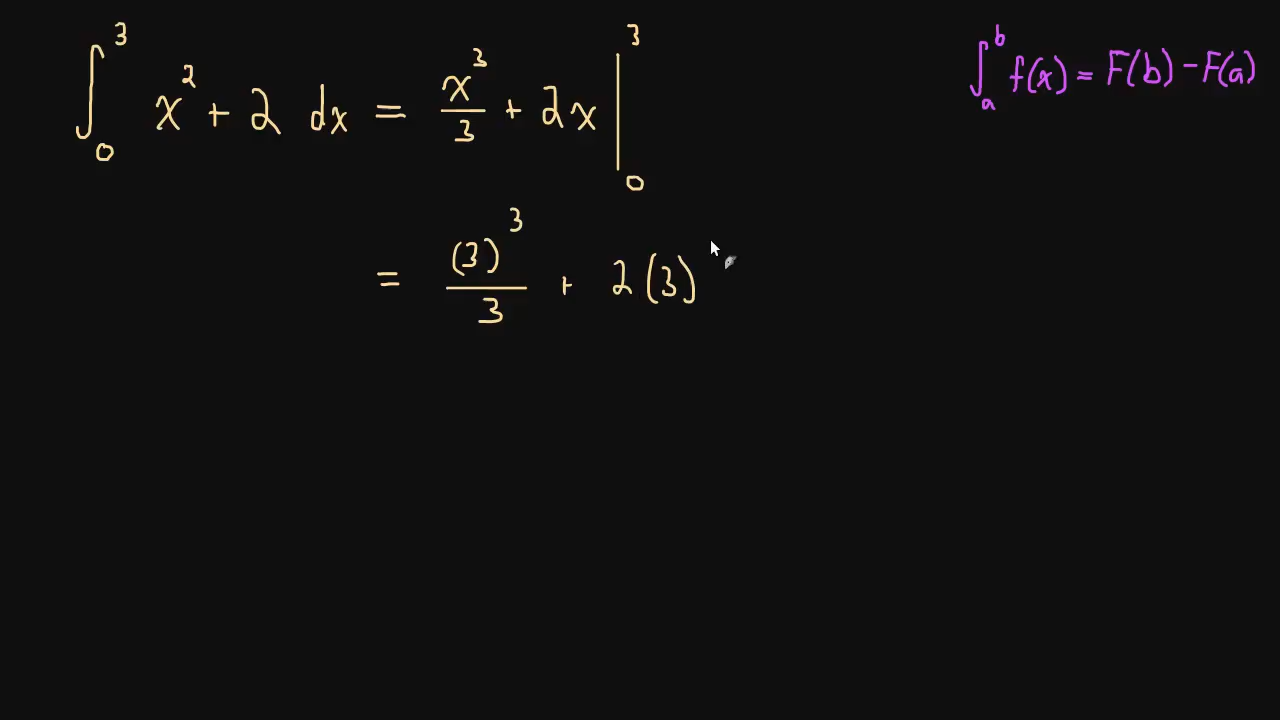 ∫₀³ x² + 2 dx = x³/3 + 2x |₀³
∫ₐᵇ f(x) = F(b) - F(a)
= (3)³/3 + 2(3)